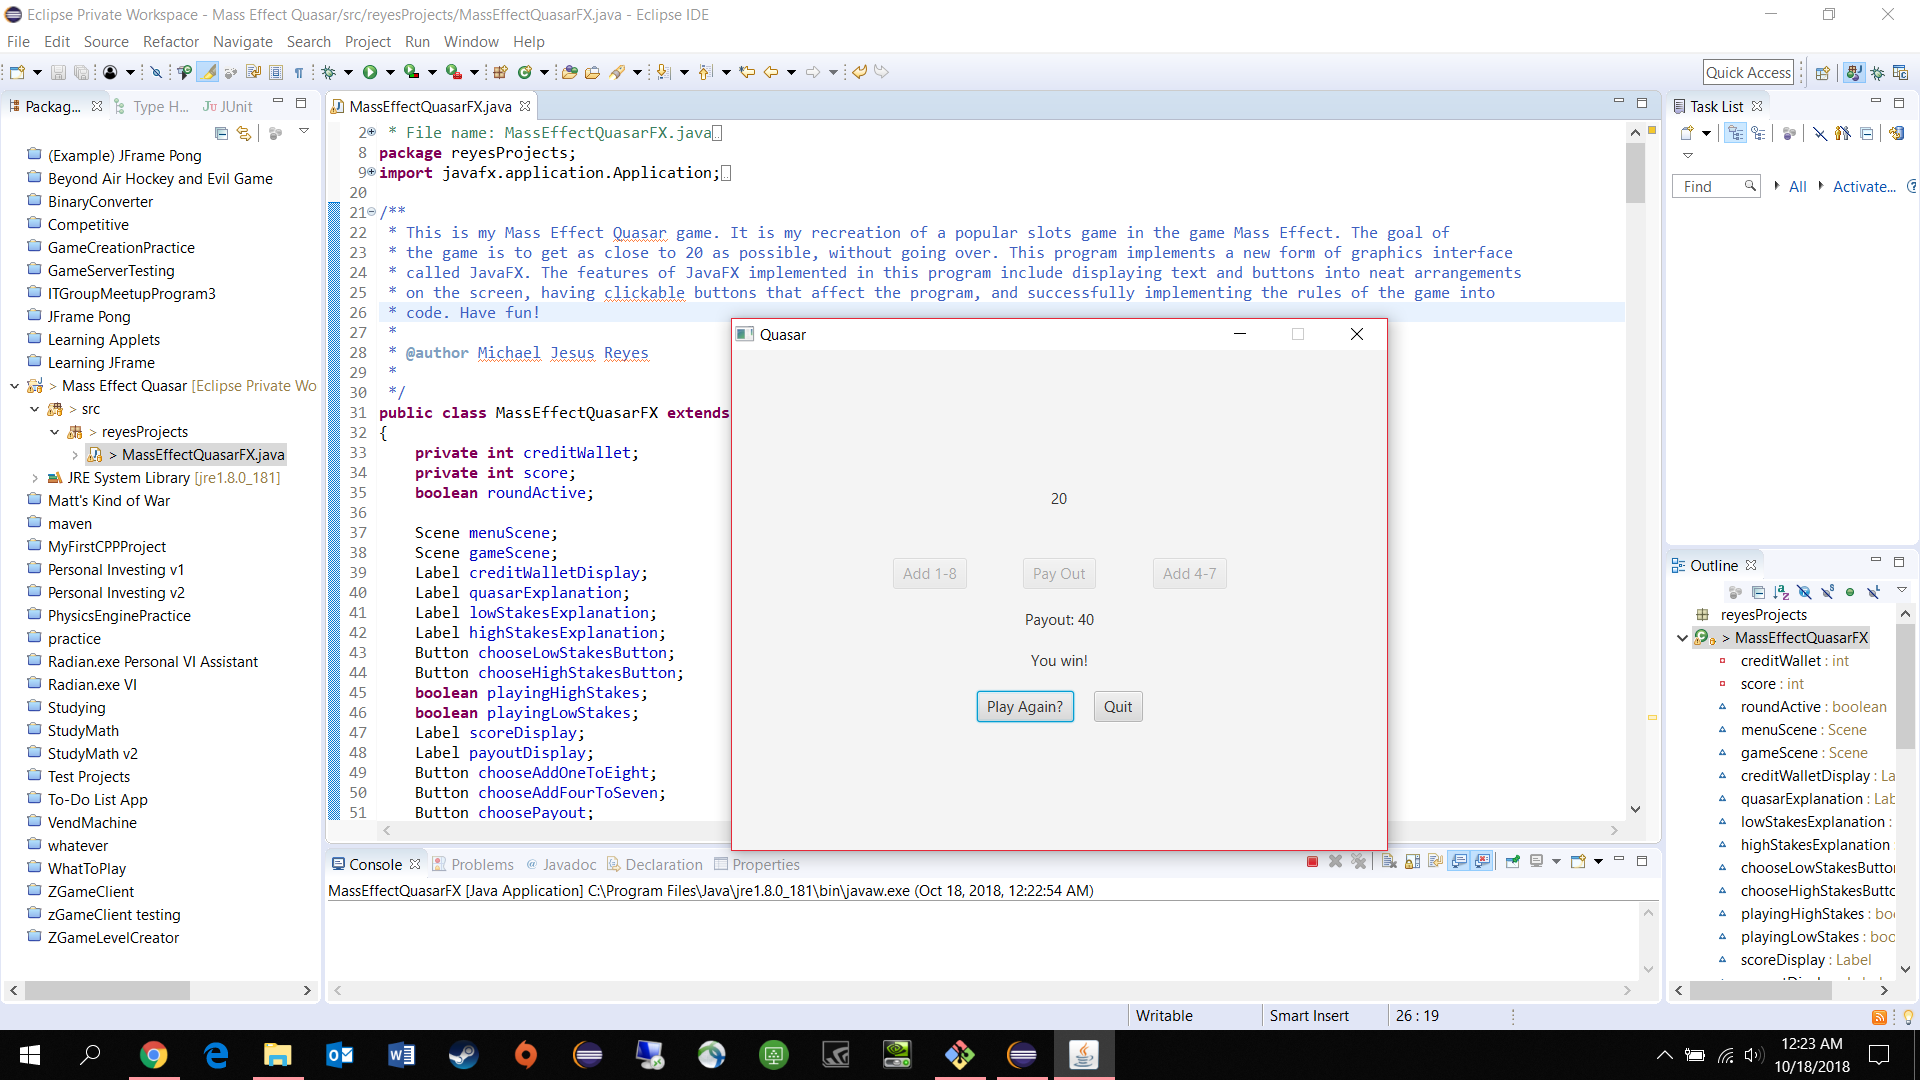 Eclipse Private Workspace - Mass Effect Quasar/src/reyesProjects/MassEffectQuasarFX.java - Eclipse IDE
File Edit Source Refactor Navigate Search Project Run Window Help
Quick Access
Packag...
Type H...
JUnit
(Example) JFrame Pong
Beyond Air Hockey and Evil Game
BinaryConverter
Competitive
GameCreationPractice
GameServerTesting
ITGroupMeetupProgram3
JFrame Pong
Learning Applets
Learning JFrame
> Mass Effect Quasar [Eclipse Private Wo
> src
> reyesProjects
> MassEffectQuasarFX.java
JRE System Library [jre1.8.0_181]
Matt's Kind of War
maven
MyFirstCPPProject
Personal Investing v1
Personal Investing v2
PhysicsEnginePractice
practice
Radian.exe Personal VI Assistant
Radian.exe VI
Studying
StudyMath
StudyMath v2
Test Projects
To-Do List App
VendMachine
whatever
WhatToPlay
ZGameClient
zGameClient testing
ZGameLevelCreator
MassEffectQuasarFX.java
2 * File name: MassEffectQuasarFX.java
8 package reyesProjects;
9 import javafx.application.Application;
20
21 /**
22 * This is my Mass Effect Quasar game. It is my recreation of a popular slots game in the game Mass Effect. The goal of
23 * the game is to get as close to 20 as possible, without going over. This program implements a new form of graphics interface
24 * called JavaFX. The features of JavaFX implemented in this program include displaying text and buttons into neat arrangements
25 * on the screen, having clickable buttons that affect the program, and successfully implementing the rules of the game into
26 * code. Have fun!
27 *
28 * @author Michael Jesus Reyes
29 *
30 */
31 public class MassEffectQuasarFX extends
32 {
33 private int creditWallet;
34 private int score;
35 boolean roundActive;
36
37 Scene menuScene;
38 Scene gameScene;
39 Label creditWalletDisplay;
40 Label quasarExplanation;
41 Label lowStakesExplanation;
42 Label highStakesExplanation;
43 Button chooseLowStakesButton;
44 Button chooseHighStakesButton;
45 boolean playingHighStakes;
46 boolean playingLowStakes;
47 Label scoreDisplay;
48 Label payoutDisplay;
49 Button chooseAddOneToEight;
50 Button chooseAddFourToSeven;
51 Button choosePayout;
Quasar
20
Add 1-8 Pay Out Add 4-7
Payout: 40
You win!
Play Again? Quit
Console Problems Javadoc Declaration Properties
MassEffectQuasarFX [Java Application] C:\Program Files\Java\jre1.8.0_181\bin\javaw.exe (Oct 18, 2018, 12:22:54 AM)
Task List
Find All Activate...
Outline
reyesProjects
> MassEffectQuasarFX
creditWallet : int
score : int
roundActive : boolean
menuScene : Scene
gameScene : Scene
creditWalletDisplay : La
quasarExplanation : Lab
lowStakesExplanation :
highStakesExplanation
chooseLowStakesButton
chooseHighStakesButto
playingHighStakes : boo
playingLowStakes : boo
scoreDisplay : Label
Writable Smart Insert 26 : 19
12:23 AM
10/18/2018